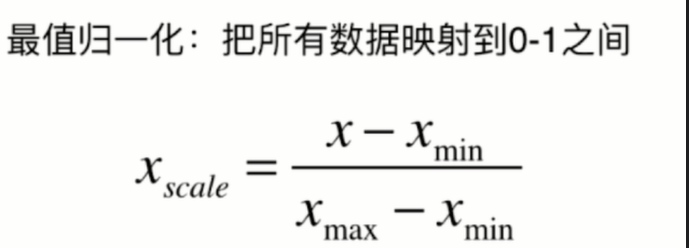 最值归一化：把所有数据映射到0-1之间
x_scale = (x − x_min) / (x_max − x_min)